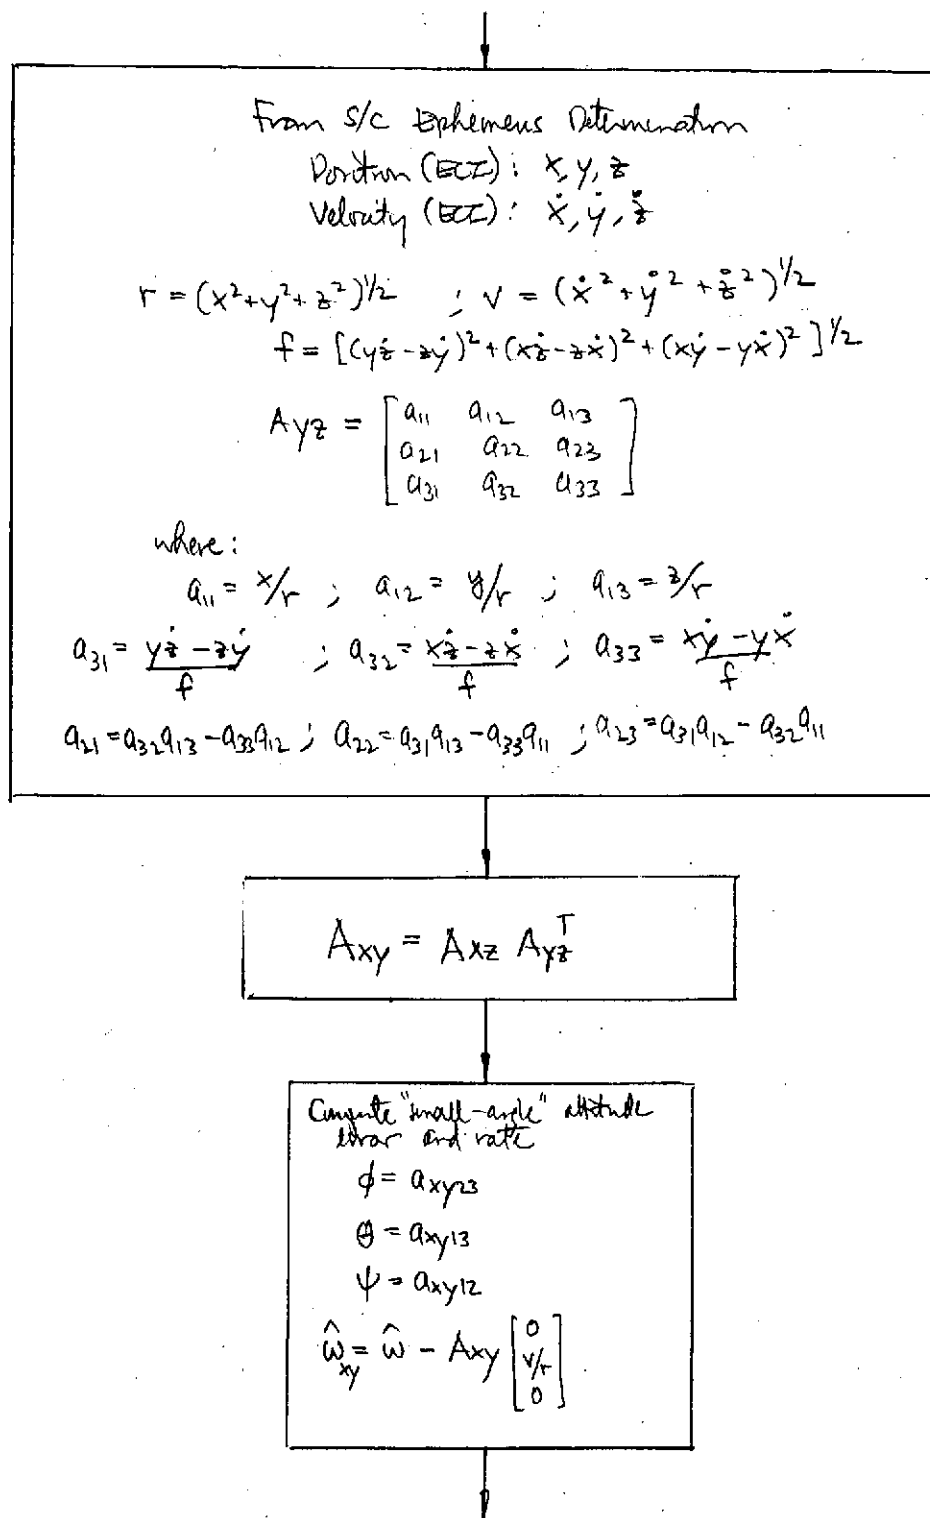 From S/C Ephemeris Determination
Position (ECI): x, y, z
Velocity (ECI): ẋ, ẏ, ż
r = (x²+y²+z²)^1/2 ; v = (ẋ²+ẏ²+ż²)^1/2
f = [(yż-zẏ)²+(xż-zẋ)²+(xẏ-yẋ)²]^1/2
Ayz = [a₁₁ a₁₂ a₁₃
a₂₁ a₂₂ a₂₃
a₃₁ a₃₂ a₃₃]
where:
a₁₁ = x/r ; a₁₂ = y/r ; a₁₃ = z/r
a₃₁ = (yż-zẏ)/f ; a₃₂ = (xż-zẋ)/f ; a₃₃ = (xẏ-yẋ)/f
a₂₁ = a₃₂a₁₃-a₃₃a₁₂ ; a₂₂ = a₃₁a₁₃-a₃₃a₁₁ ; a₂₃ = a₃₁a₁₂-a₃₂a₁₁
Axy = Axz Ayz^T
Compute "small-angle" attitude
error and rate
ϕ = axy23
θ = axy13
ψ = axy12
ω̂xy = ω̂ - Axy [0
v/r
0]